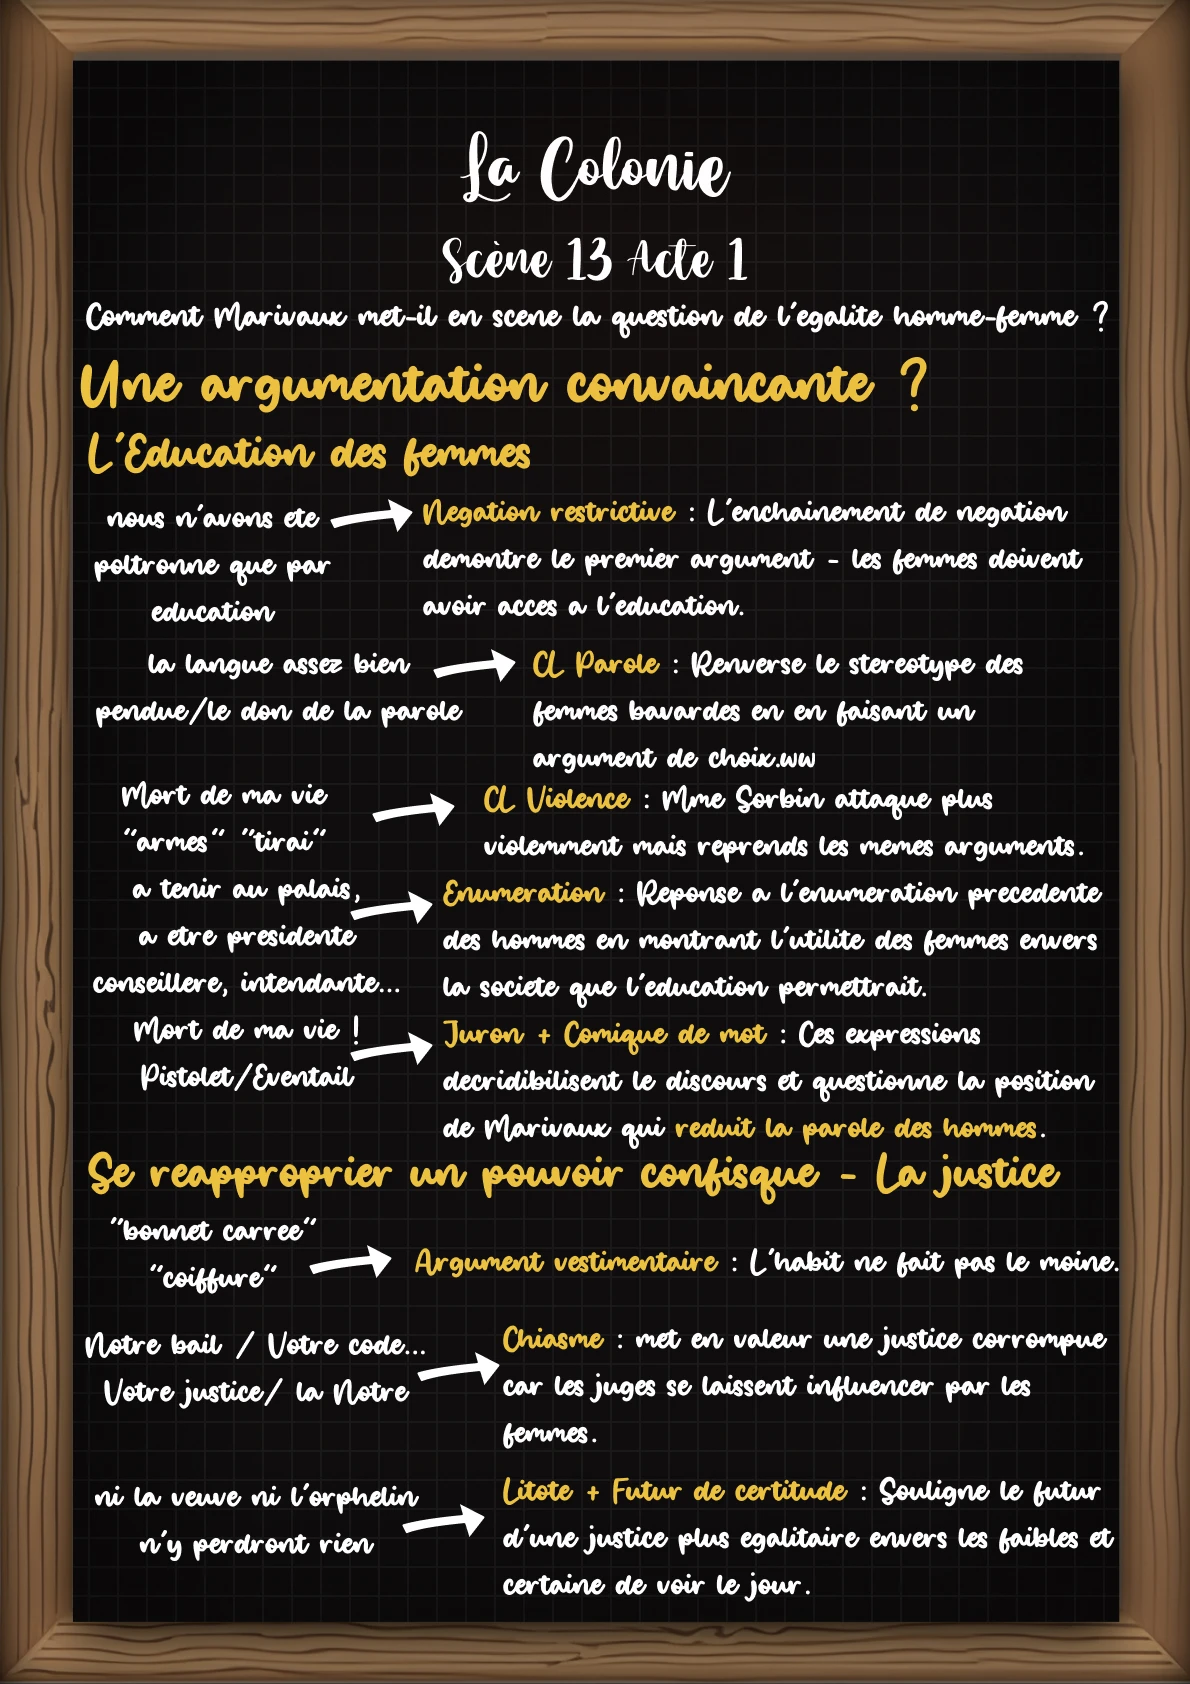 La Colonie
Scène 13 Acte 1
Comment Marivaux met-il en scene la question de l'egalite homme-femme ?
Une argumentation convaincante ?
L'Education des femmes
nous n'avons ete
poltronne que par
education
Negation restrictive : L'enchainement de negation
demontre le premier argument - les femmes doivent
avoir acces a l'education.
la langue assez bien
pendue/le don de la parole
CL Parole : Renverse le stereotype des
femmes bavardes en en faisant un
argument de choix.ww
Mort de ma vie
"armes" "tirai"
CL Violence : Mme Sorbin attaque plus
violemment mais reprends les memes arguments.
a tenir au palais,
a etre presidente
conseillere, intendante...
Enumeration : Reponse a l'enumeration precedente
des hommes en montrant l'utilite des femmes envers
la societe que l'education permettrait.
Mort de ma vie !
Pistolet/Eventail
Juron + Comique de mot : Ces expressions
decridibilisent le discours et questionne la position
de Marivaux qui reduit la parole des hommes.
Se reapproprier un pouvoir confisque - La justice
"bonnet carree"
"coiffure"
Argument vestimentaire : L'habit ne fait pas le moine.
Notre bail / Votre code...
Votre justice/ la Notre
Chiasme : met en valeur une justice corrompue
car les juges se laissent influencer par les
femmes.
ni la veuve ni l'orphelin
n'y perdront rien
Litote + Futur de certitude : Souligne le futur
d'une justice plus egalitaire envers les faibles et
certaine de voir le jour.